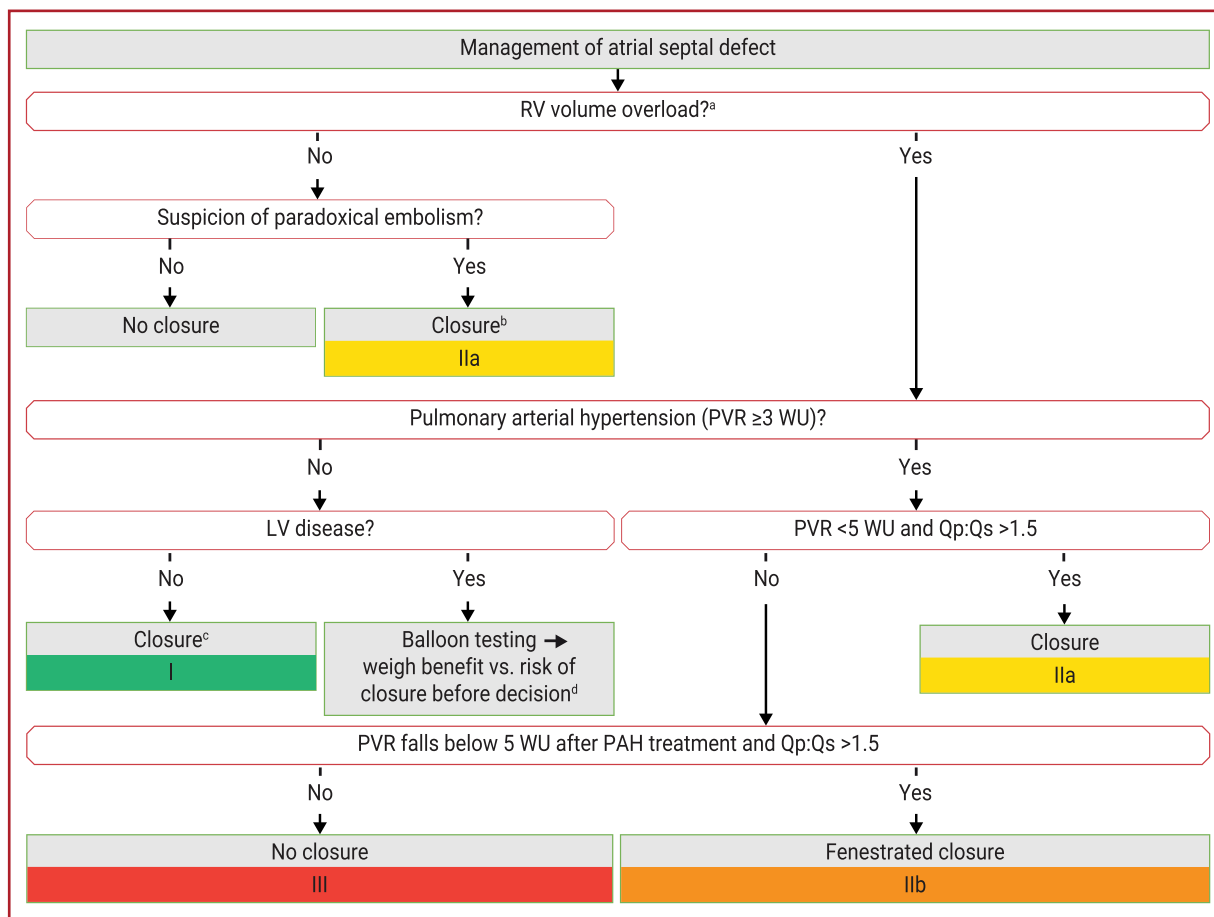 Management of atrial septal defect
RV volume overload?ᵃ
No
Yes
Suspicion of paradoxical embolism?
No
Yes
No closure
Closureᵇ
IIa
Pulmonary arterial hypertension (PVR ≥3 WU)?
No
Yes
LV disease?
PVR <5 WU and Qp:Qs >1.5
No
Yes
No
Yes
Closureᶜ
I
Balloon testing →
weigh benefit vs. risk of
closure before decisionᵈ
Closure
IIa
PVR falls below 5 WU after PAH treatment and Qp:Qs >1.5
No
Yes
No closure
III
Fenestrated closure
IIb